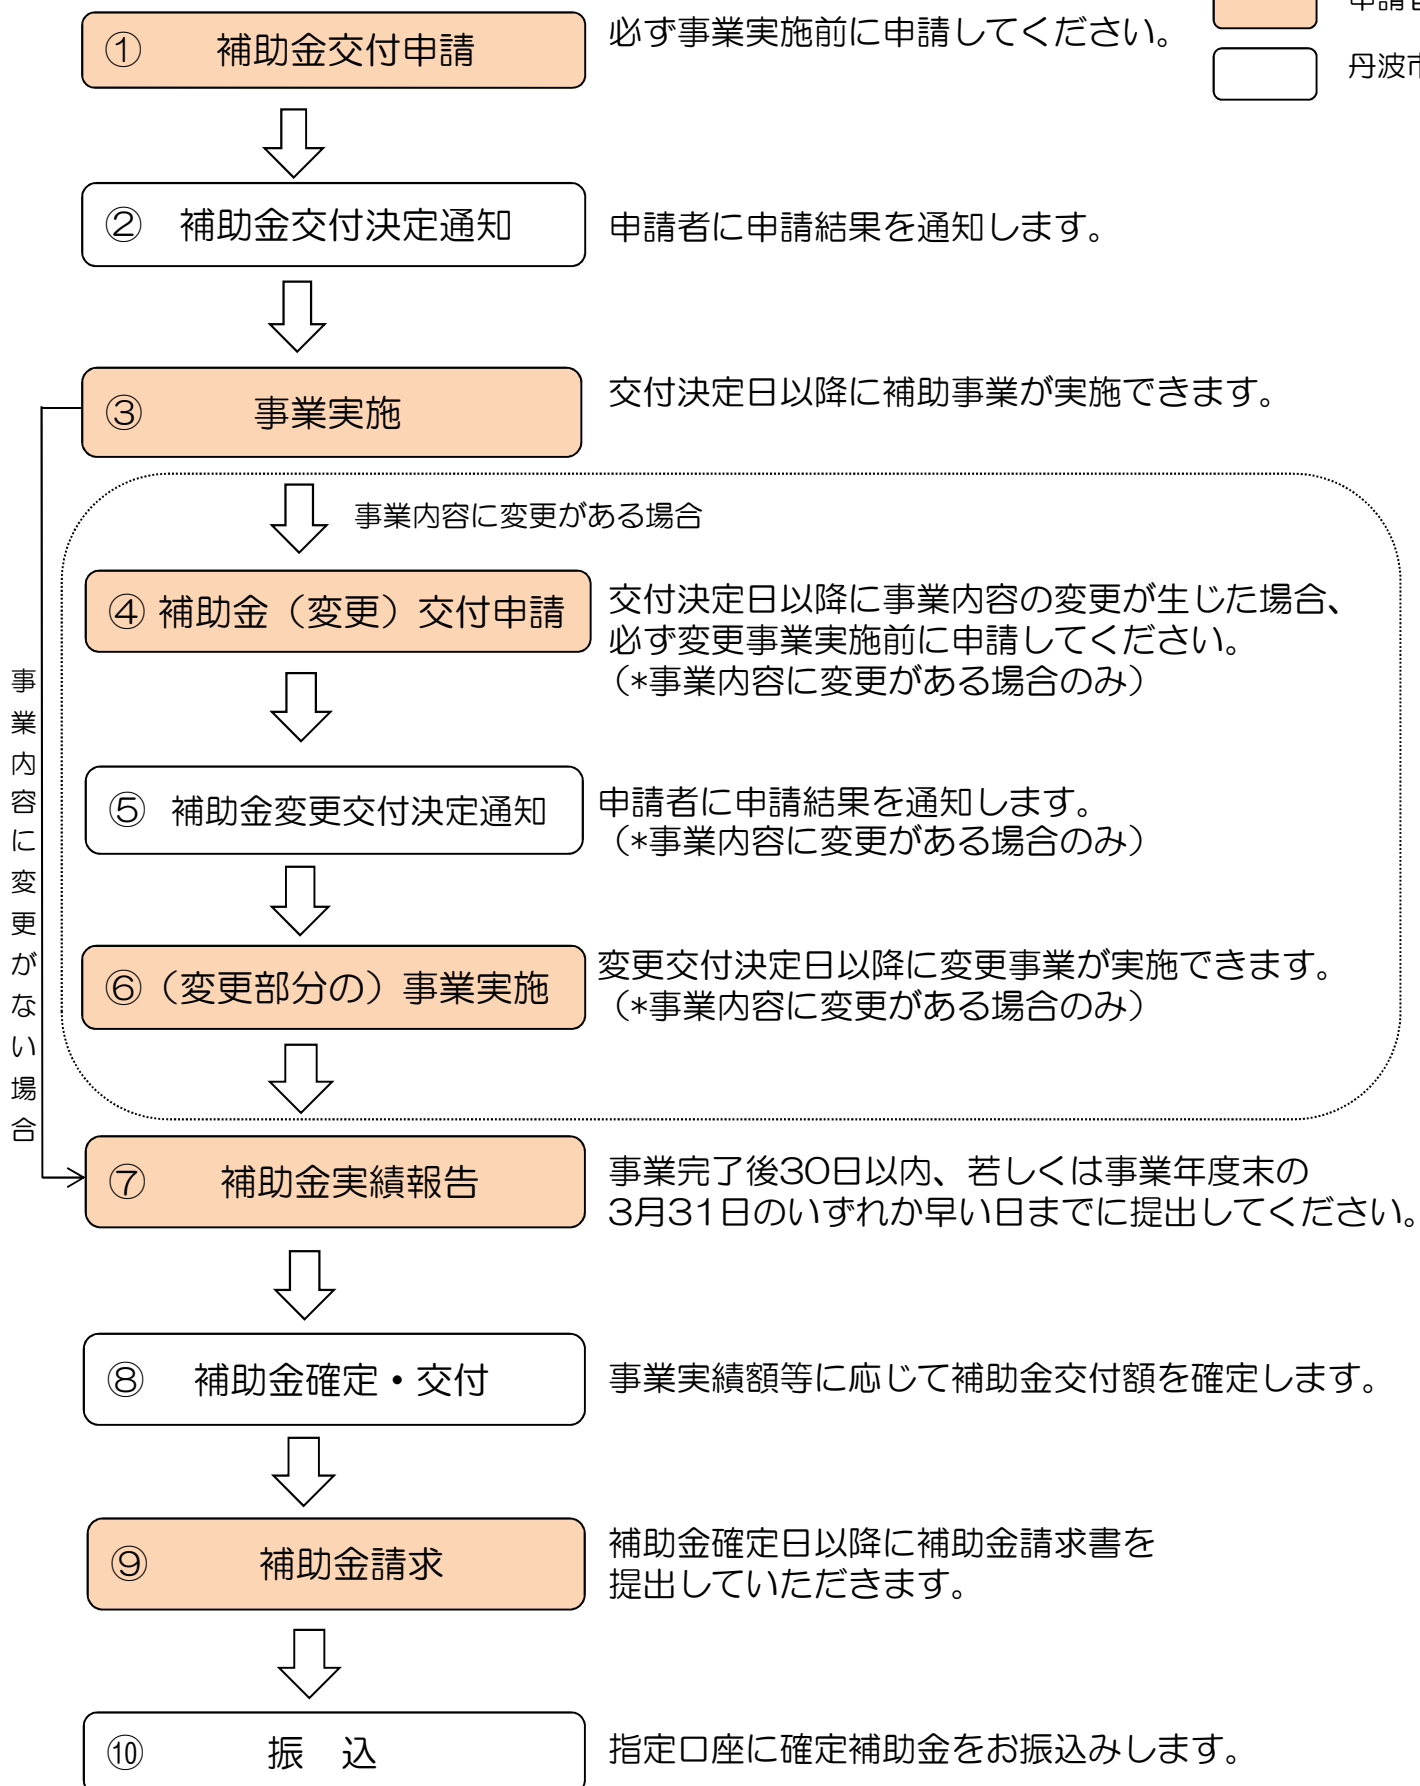 ① 補助金交付申請
必ず事業実施前に申請してください。
丹波市
② 補助金交付決定通知
申請者に申請結果を通知します。
③ 事業実施
交付決定日以降に補助事業が実施できます。
事業内容に変更がある場合
④ 補助金（変更）交付申請
交付決定日以降に事業内容の変更が生じた場合、
必ず変更事業実施前に申請してください。
（*事業内容に変更がある場合のみ）
事業内容に変更がない場合
⑤ 補助金変更交付決定通知
申請者に申請結果を通知します。
（*事業内容に変更がある場合のみ）
⑥（変更部分の）事業実施
変更交付決定日以降に変更事業が実施できます。
（*事業内容に変更がある場合のみ）
⑦ 補助金実績報告
事業完了後30日以内、若しくは事業年度末の
3月31日のいずれか早い日までに提出してください。
⑧ 補助金確定・交付
事業実績額等に応じて補助金交付額を確定します。
⑨ 補助金請求
補助金確定日以降に補助金請求書を
提出していただきます。
⑩ 振　込
指定口座に確定補助金をお振込みします。